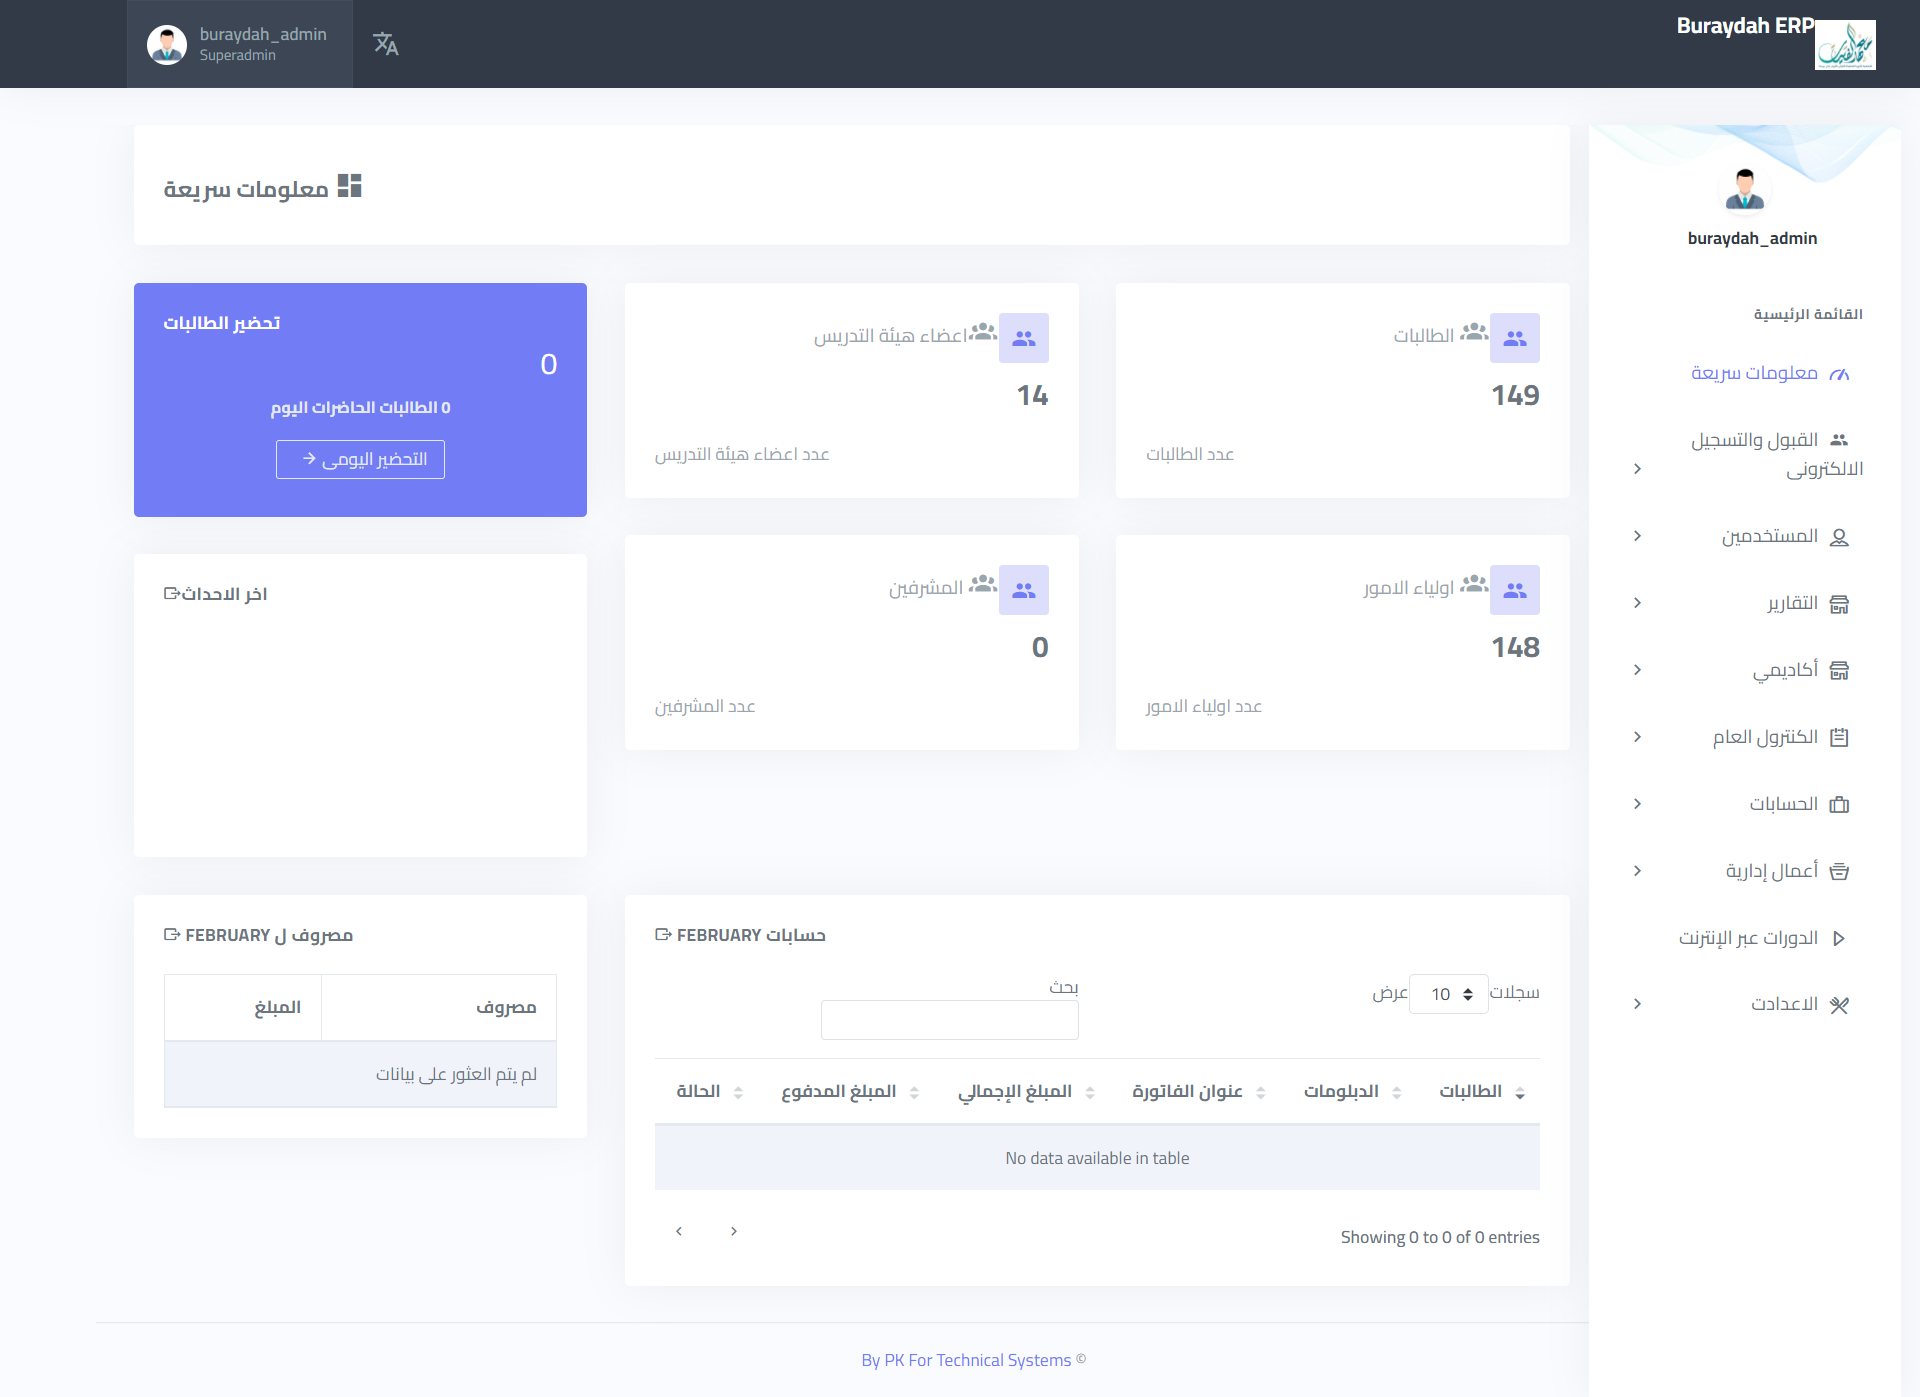 Buraydah ERP
buraydah_admin
Superadmin
buraydah_admin
القائمة الرئيسية
معلومات سريعة
القبول والتسجيل
الالكترونى
المستخدمين
التقارير
أكاديمي
الكنترول العام
الحسابات
أعمال إدارية
الدورات عبر الإنترنت
الاعدادت
معلومات سريعة
الطالبات
149
عدد الطالبات
اعضاء هيئة التدريس
14
عدد اعضاء هيئة التدريس
تحضير الطالبات
0
0 الطالبات الحاضرات اليوم
التحضير اليومى
اولياء الامور
148
عدد اولياء الامور
المشرفين
0
عدد المشرفين
اخر الاحداث
حسابات FEBRUARY
سجلات 10 عرض
بحث
الطالبات الدبلومات عنوان الفاتورة المبلغ الإجمالي المبلغ المدفوع الحالة
No data available in table
Showing 0 to 0 of 0 entries
مصروف ل FEBRUARY
مصروف المبلغ
لم يتم العثور على بيانات
© By PK For Technical Systems